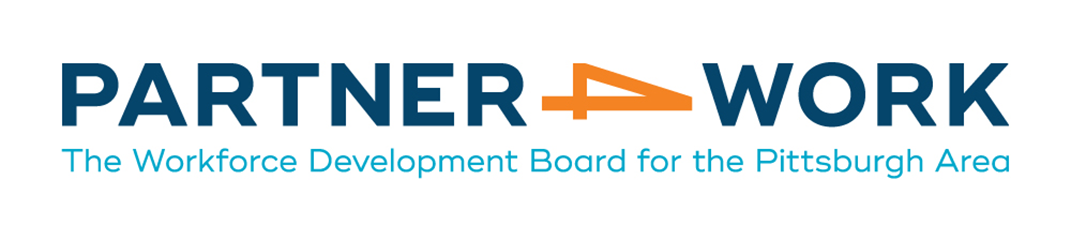 PARTNER4WORK
The Workforce Development Board for the Pittsburgh Area